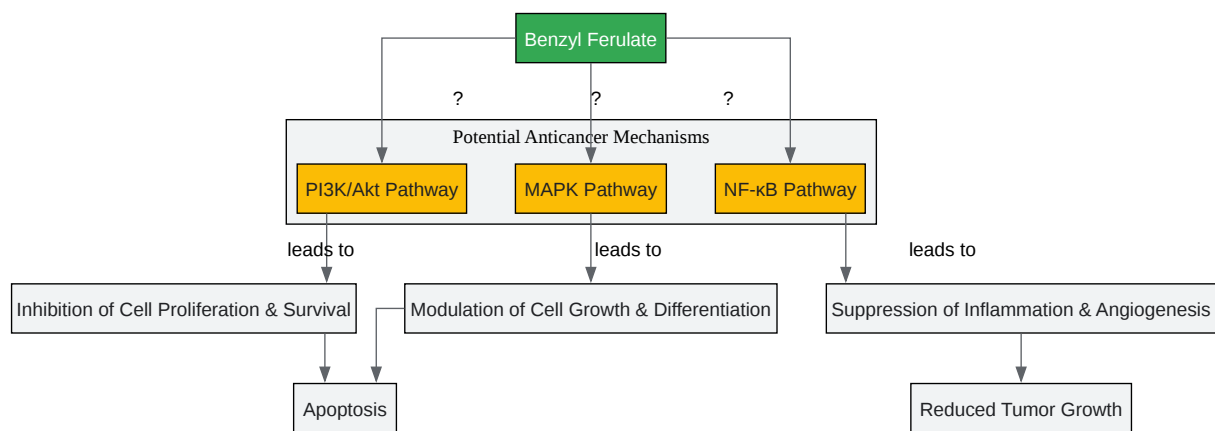 Benzyl Ferulate
? ? ?
Potential Anticancer Mechanisms
PI3K/Akt Pathway MAPK Pathway NF-κB Pathway
leads to leads to leads to
Inhibition of Cell Proliferation & Survival Modulation of Cell Growth & Differentiation Suppression of Inflammation & Angiogenesis
Apoptosis Reduced Tumor Growth